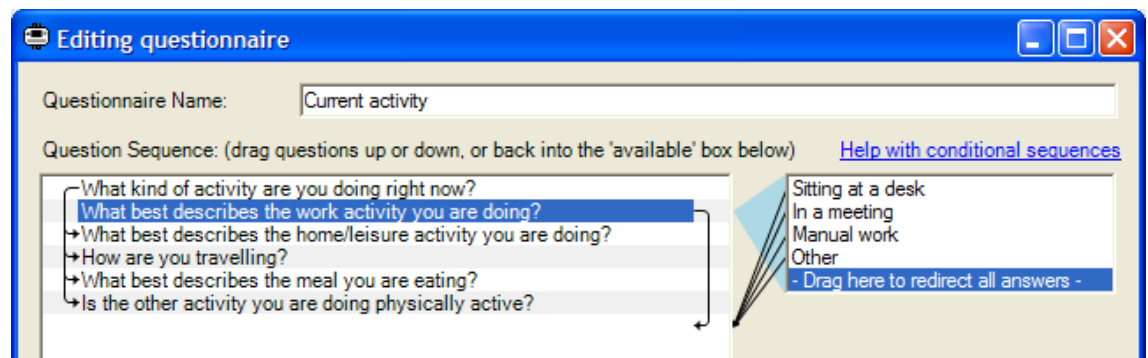 Editing questionnaire
Questionnaire Name: Current activity
Question Sequence: (drag questions up or down, or back into the 'available' box below) Help with conditional sequences
What kind of activity are you doing right now?
What best describes the work activity you are doing?
What best describes the home/leisure activity you are doing?
How are you travelling?
What best describes the meal you are eating?
Is the other activity you are doing physically active?
Sitting at a desk
In a meeting
Manual work
Other
- Drag here to redirect all answers -